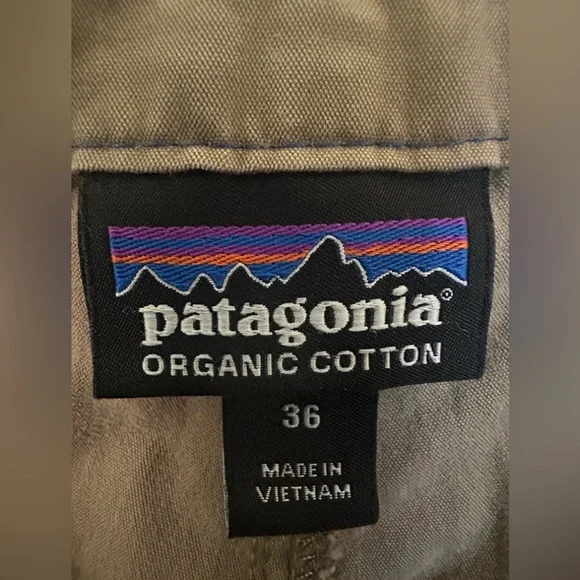 patagonia®
ORGANIC COTTON
36
MADE IN
VIETNAM